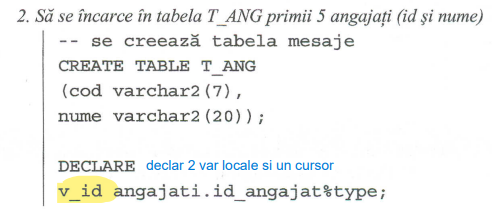 2. Să se încarce în tabela T_ANG primii 5 angajați (id și nume)
-- se creează tabela mesaje
CREATE TABLE T_ANG
(cod varchar2(7),
nume varchar2(20));
DECLARE declar 2 var locale si un cursor
v_id angajati.id_angajat%type;